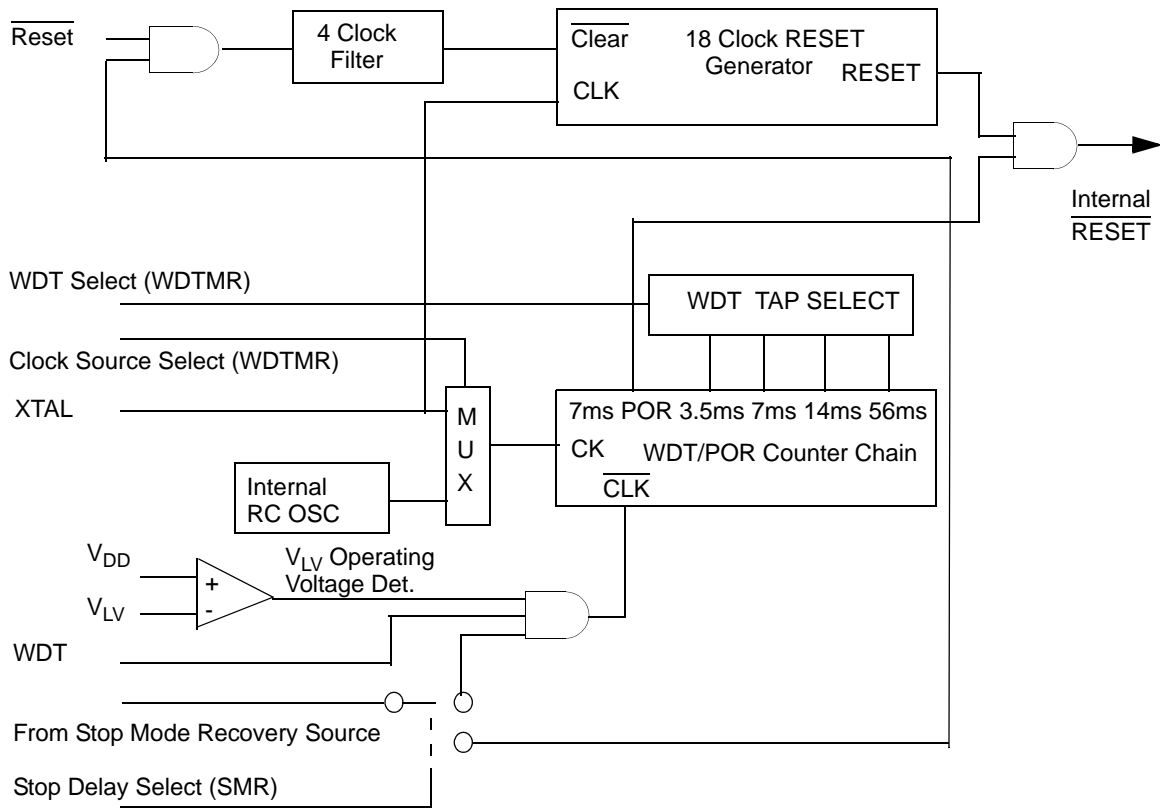 Reset
4 Clock
Filter
Clear
18 Clock RESET
Generator
RESET
CLK
Internal
RESET
WDT Select (WDTMR)
WDT TAP SELECT
Clock Source Select (WDTMR)
XTAL
M
U
X
7ms POR 3.5ms 7ms 14ms 56ms
CK
WDT/POR Counter Chain
CLK
Internal
RC OSC
VDD
+
VLV
-
VLV Operating
Voltage Det.
WDT
From Stop Mode Recovery Source
Stop Delay Select (SMR)